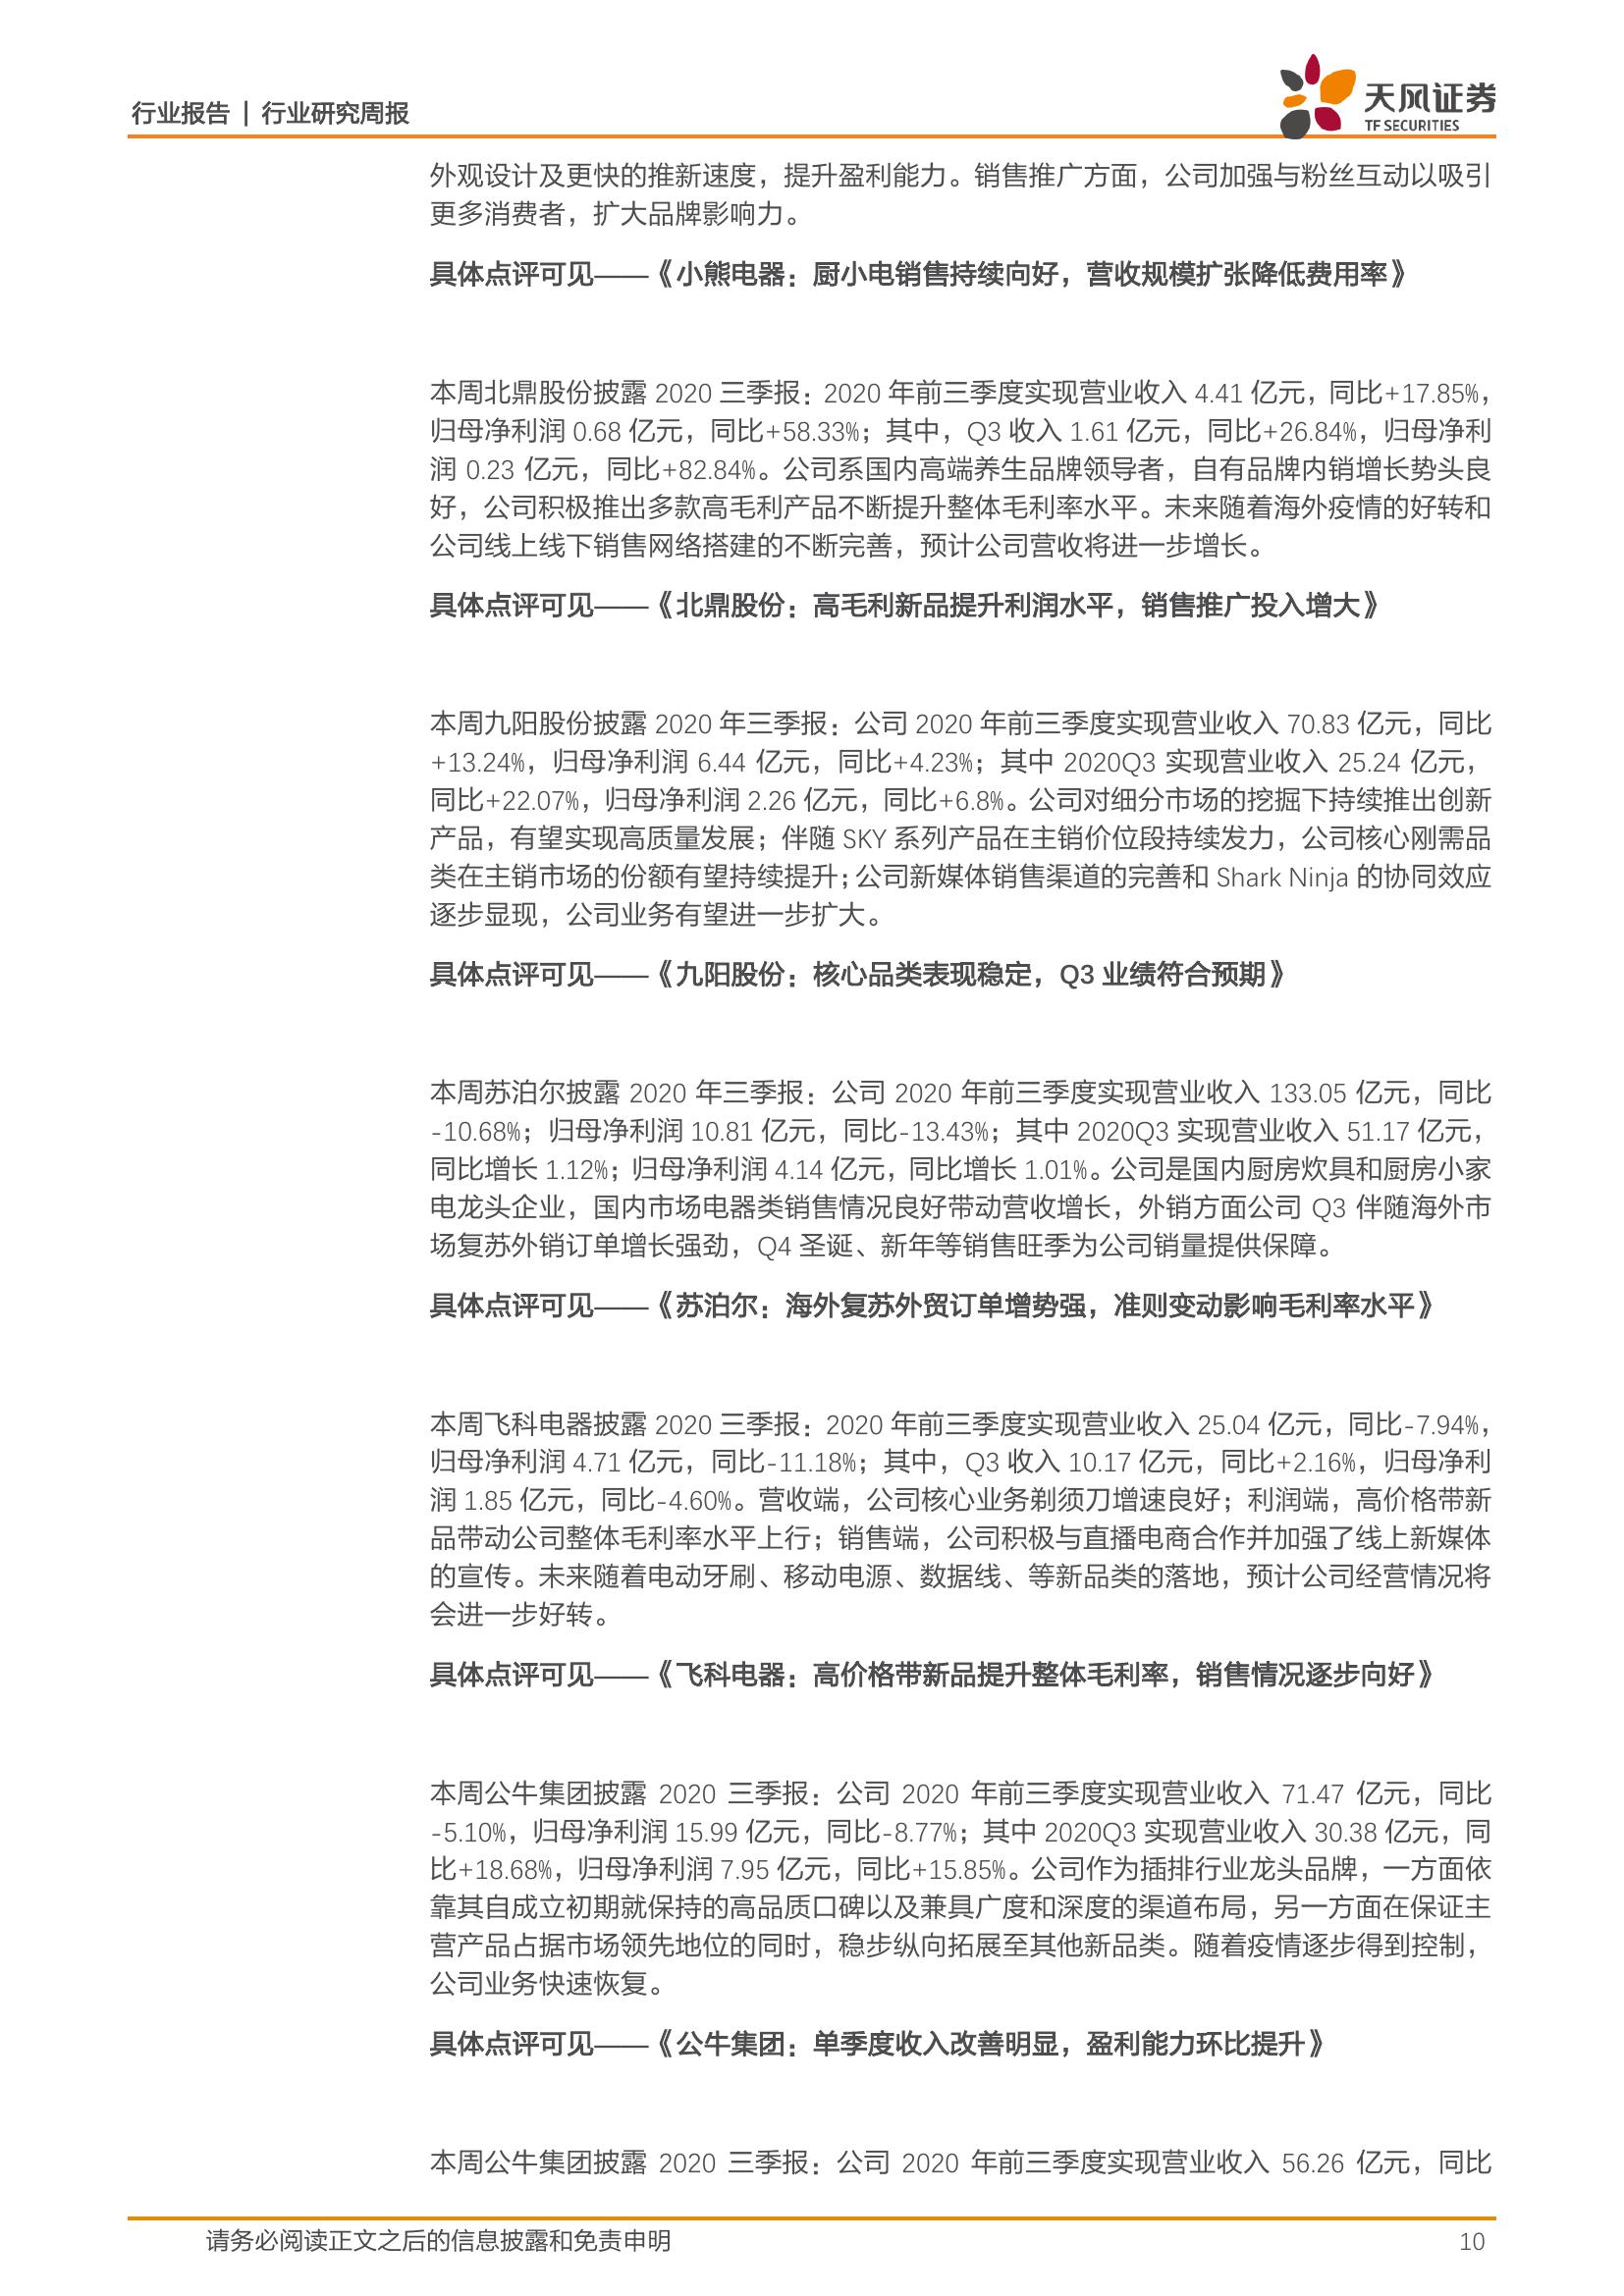 行业报告 | 行业研究周报
天风证券
TF SECURITIES
外观设计及更快的推新速度，提升盈利能力。销售推广方面，公司加强与粉丝互动以吸引
更多消费者，扩大品牌影响力。
具体点评可见——《小熊电器：厨小电销售持续向好，营收规模扩张降低费用率》
本周北鼎股份披露 2020 三季报：2020 年前三季度实现营业收入 4.41 亿元，同比+17.85%，
归母净利润 0.68 亿元，同比+58.33%；其中，Q3 收入 1.61 亿元，同比+26.84%，归母净利
润 0.23 亿元，同比+82.84%。公司系国内高端养生品牌领导者，自有品牌内销增长势头良
好，公司积极推出多款高毛利产品不断提升整体毛利率水平。未来随着海外疫情的好转和
公司线上线下销售网络搭建的不断完善，预计公司营收将进一步增长。
具体点评可见——《北鼎股份：高毛利新品提升利润水平，销售推广投入增大》
本周九阳股份披露 2020 年三季报：公司 2020 年前三季度实现营业收入 70.83 亿元，同比
+13.24%，归母净利润 6.44 亿元，同比+4.23%；其中 2020Q3 实现营业收入 25.24 亿元，
同比+22.07%，归母净利润 2.26 亿元，同比+6.8%。公司对细分市场的挖掘下持续推出创新
产品，有望实现高质量发展；伴随 SKY 系列产品在主销价位段持续发力，公司核心刚需品
类在主销市场的份额有望持续提升；公司新媒体销售渠道的完善和 Shark Ninja 的协同效应
逐步显现，公司业务有望进一步扩大。
具体点评可见——《九阳股份：核心品类表现稳定，Q3 业绩符合预期》
本周苏泊尔披露 2020 年三季报：公司 2020 年前三季度实现营业收入 133.05 亿元，同比
-10.68%；归母净利润 10.81 亿元，同比-13.43%；其中 2020Q3 实现营业收入 51.17 亿元，
同比增长 1.12%；归母净利润 4.14 亿元，同比增长 1.01%。公司是国内厨房炊具和厨房小家
电龙头企业，国内市场电器类销售情况良好带动营收增长，外销方面公司 Q3 伴随海外市
场复苏外销订单增长强劲，Q4 圣诞、新年等销售旺季为公司销量提供保障。
具体点评可见——《苏泊尔：海外复苏外贸订单增势强，准则变动影响毛利率水平》
本周飞科电器披露 2020 三季报：2020 年前三季度实现营业收入 25.04 亿元，同比-7.94%，
归母净利润 4.71 亿元，同比-11.18%；其中，Q3 收入 10.17 亿元，同比+2.16%，归母净利
润 1.85 亿元，同比-4.60%。营收端，公司核心业务剃须刀增速良好；利润端，高价格带新
品带动公司整体毛利率水平上行；销售端，公司积极与直播电商合作并加强了线上新媒体
的宣传。未来随着电动牙刷、移动电源、数据线、等新品类的落地，预计公司经营情况将
会进一步好转。
具体点评可见——《飞科电器：高价格带新品提升整体毛利率，销售情况逐步向好》
本周公牛集团披露 2020 三季报：公司 2020 年前三季度实现营业收入 71.47 亿元，同比
-5.10%，归母净利润 15.99 亿元，同比-8.77%；其中 2020Q3 实现营业收入 30.38 亿元，同
比+18.68%，归母净利润 7.95 亿元，同比+15.85%。公司作为插排行业龙头品牌，一方面依
靠其自成立初期就保持的高品质口碑以及兼具广度和深度的渠道布局，另一方面在保证主
营产品占据市场领先地位的同时，稳步纵向拓展至其他新品类。随着疫情逐步得到控制，
公司业务快速恢复。
具体点评可见——《公牛集团：单季度收入改善明显，盈利能力环比提升》
本周公牛集团披露 2020 三季报：公司 2020 年前三季度实现营业收入 56.26 亿元，同比
请务必阅读正文之后的信息披露和免责申明
10